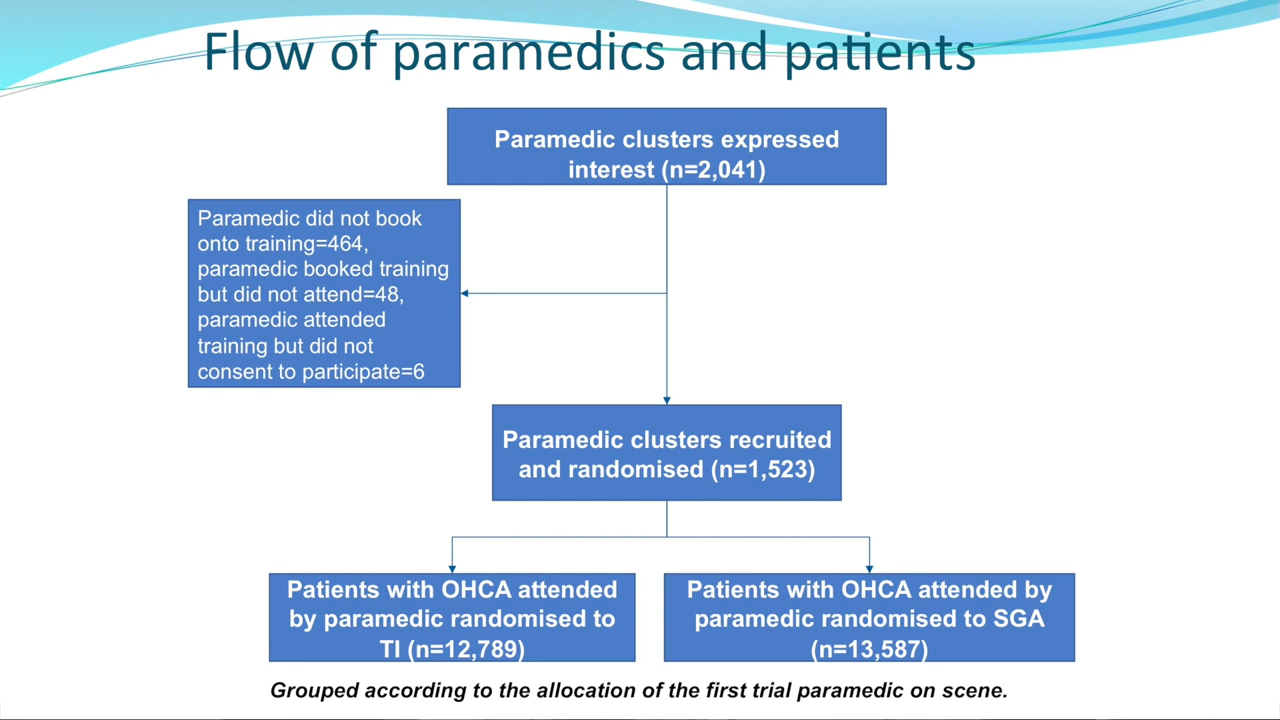 Flow of paramedics and patients
Paramedic clusters expressed
interest (n=2,041)
Paramedic did not book
onto training=464,
paramedic booked training
but did not attend=48,
paramedic attended
training but did not
consent to participate=6
Paramedic clusters recruited
and randomised (n=1,523)
Patients with OHCA attended
by paramedic randomised to
TI (n=12,789)
Patients with OHCA attended by
paramedic randomised to SGA
(n=13,587)
Grouped according to the allocation of the first trial paramedic on scene.